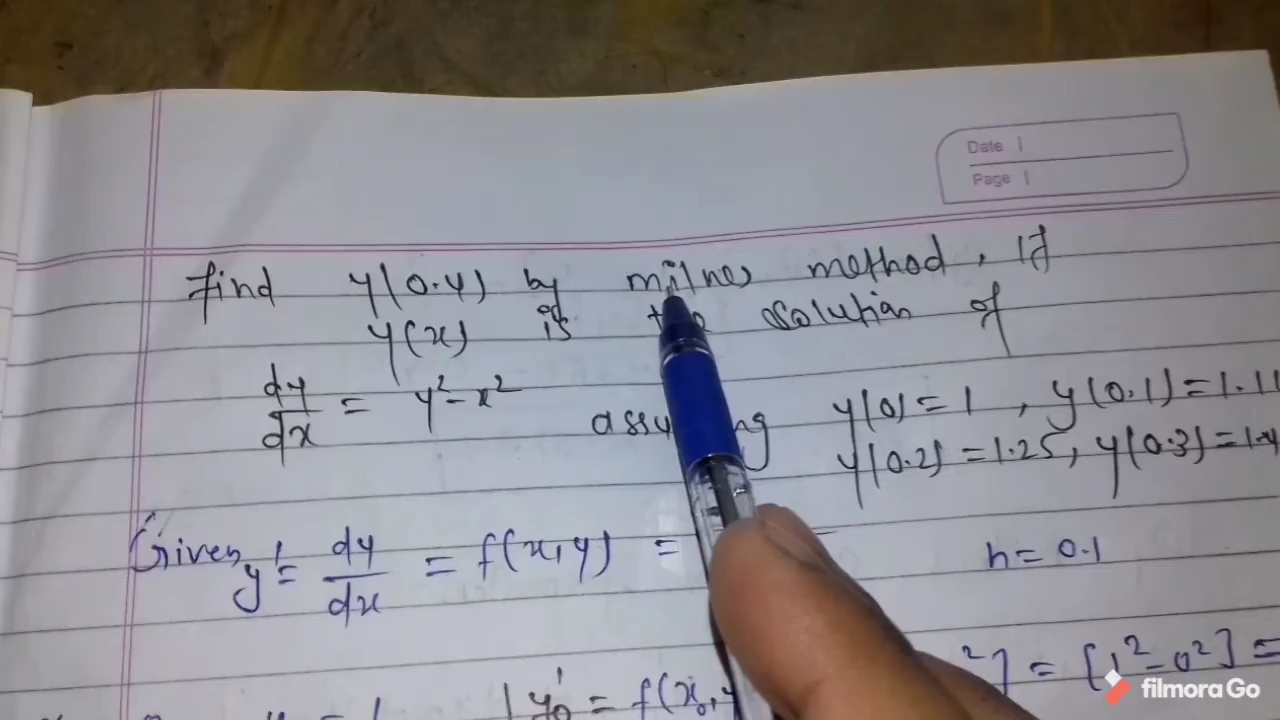 Date
Page
find y(0.4) by milnes method, if
y(x) is the solution of
dy/dx = y² - x² assuming y(0) = 1, y(0.1) = 1.11
y(0.2) = 1.25, y(0.3) = 1.4
Given y' = dy/dx = f(x, y) = h = 0.1
y₀' = f(x₀, y ²] = [1² - 0²] =
filmora Go